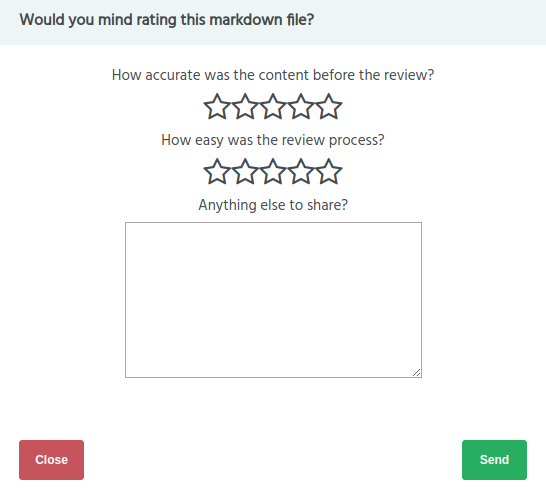 Would you mind rating this markdown file?
How accurate was the content before the review?
How easy was the review process?
Anything else to share?
Close
Send